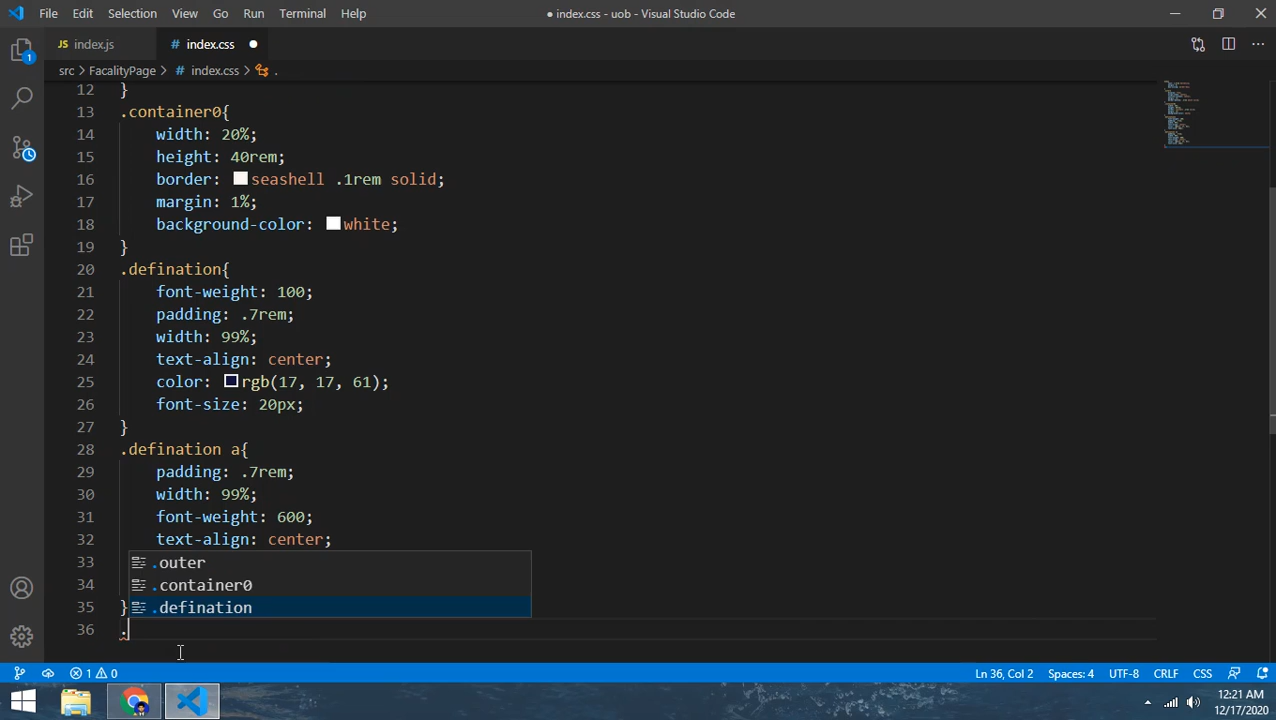 File Edit Selection View Go Run Terminal Help
● index.css - uob - Visual Studio Code
JS index.js
# index.css ●
src > FacalityPage > # index.css > .
12 }
13 .container0{
14 width: 20%;
15 height: 40rem;
16 border: seashell .1rem solid;
17 margin: 1%;
18 background-color: white;
19 }
20 .defination{
21 font-weight: 100;
22 padding: .7rem;
23 width: 99%;
24 text-align: center;
25 color: rgb(17, 17, 61);
26 font-size: 20px;
27 }
28 .defination a{
29 padding: .7rem;
30 width: 99%;
31 font-weight: 600;
32 text-align: center;
33
.outer
34
.container0
35 }
.defination
36 .
1 0 Ln 36, Col 2 Spaces: 4 UTF-8 CRLF CSS
12:21 AM
12/17/2020
1